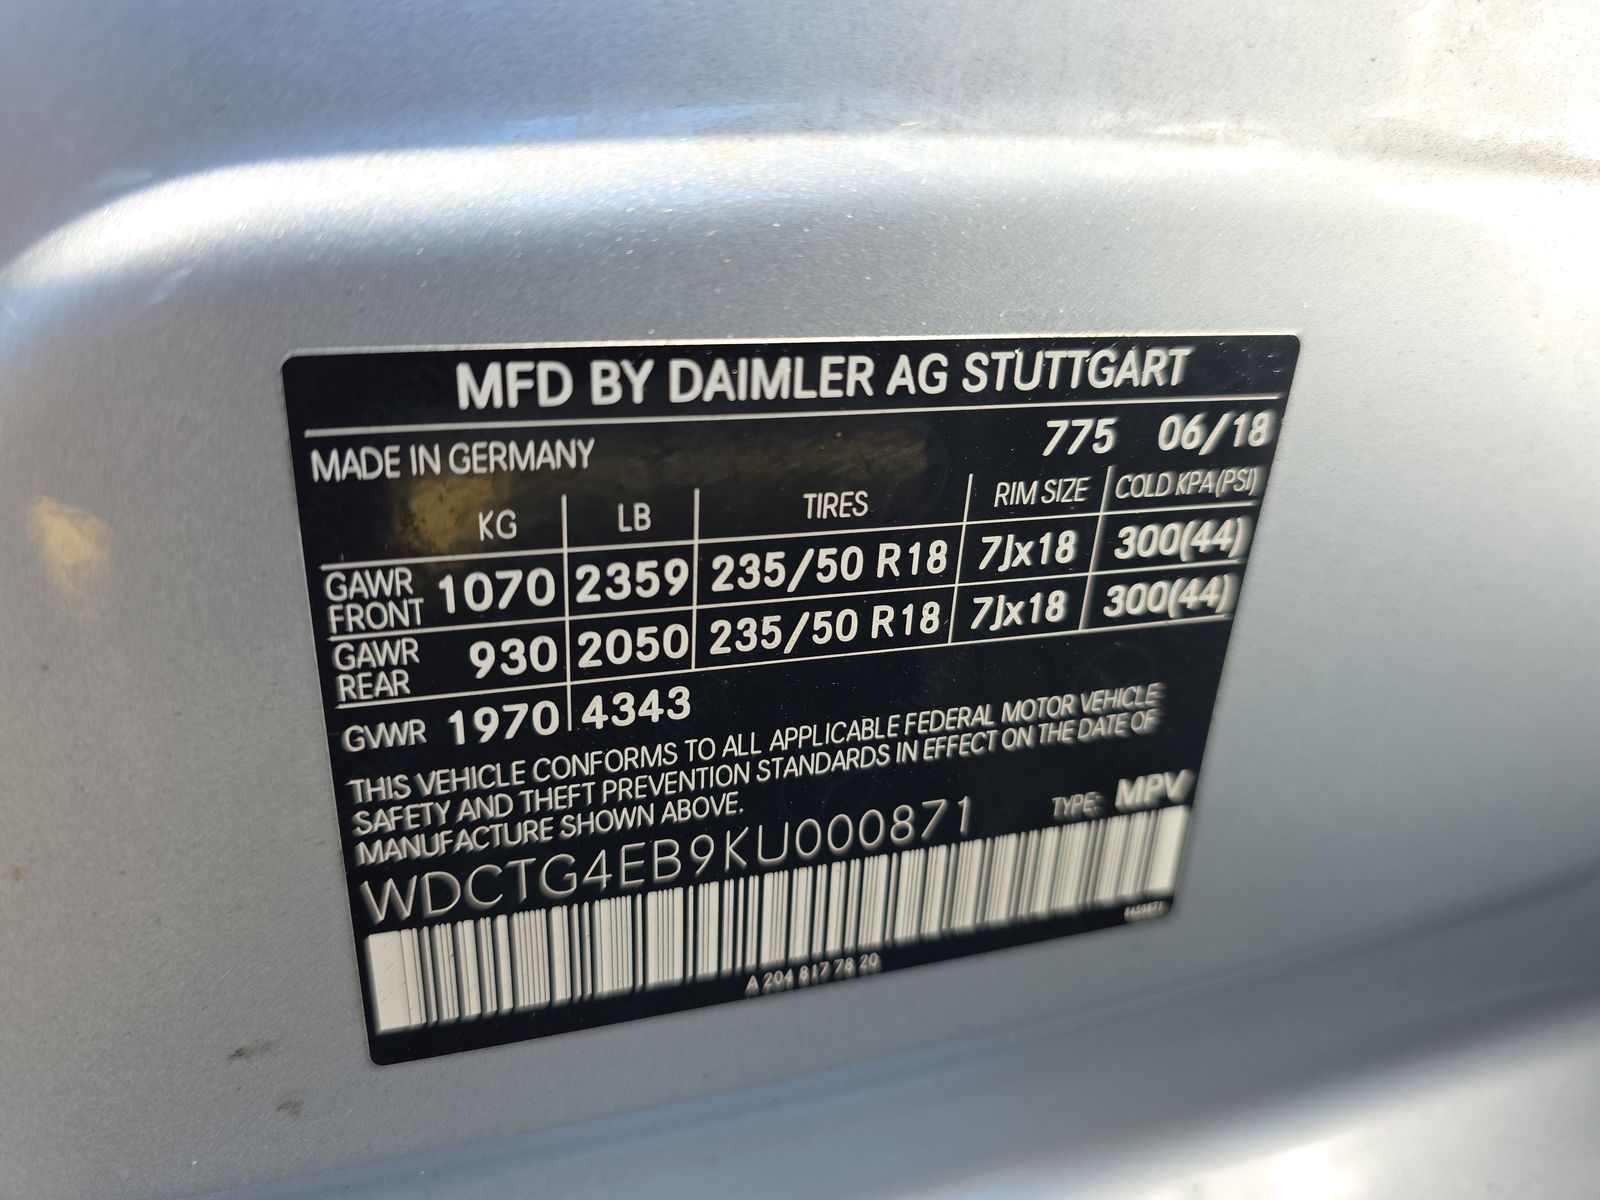 MFD BY DAIMLER AG STUTTGART
MADE IN GERMANY 775 06/18
KG LB TIRES RIM SIZE COLD KPA(PSI)
GAWR FRONT 1070 2359 235/50 R18 7Jx18 300(44)
GAWR REAR 930 2050 235/50 R18 7Jx18 300(44)
GVWR 1970 4343
THIS VEHICLE CONFORMS TO ALL APPLICABLE FEDERAL MOTOR VEHICLE
SAFETY AND THEFT PREVENTION STANDARDS IN EFFECT ON THE DATE OF
MANUFACTURE SHOWN ABOVE.
TYPE: MPV
WDCTG4EB9KU000871
A 204 817 78 20